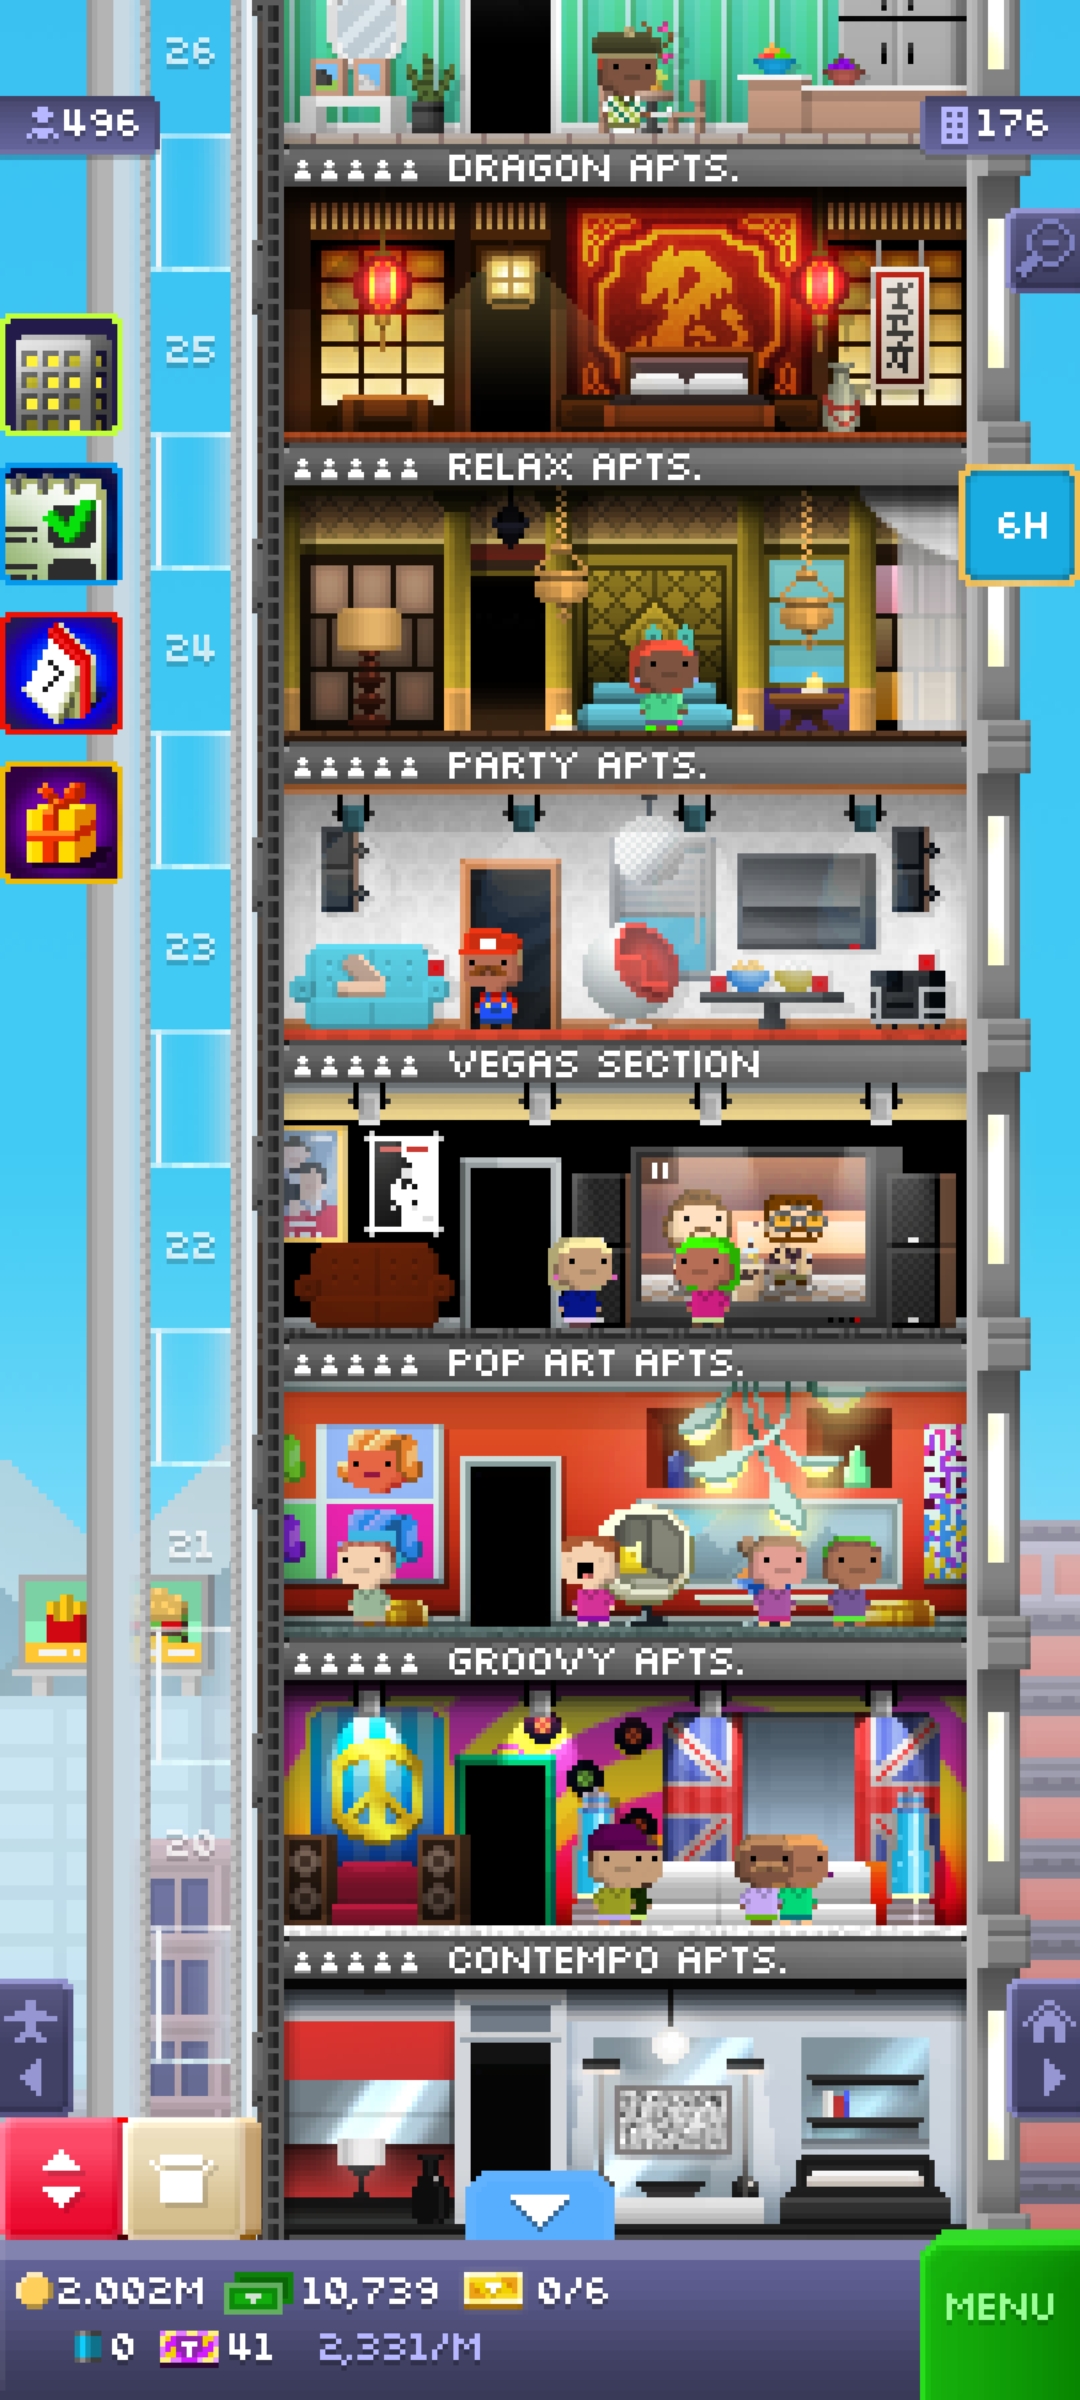 26
496
176
DRAGON APTS.
25
RELAX APTS.
6H
24
7
PARTY APTS.
23
VEGAS SECTION
22
POP ART APTS.
21
GROOVY APTS.
20
CONTEMPO APTS.
2.002M 10,739 0/6
0 41 2,331/M
MENU